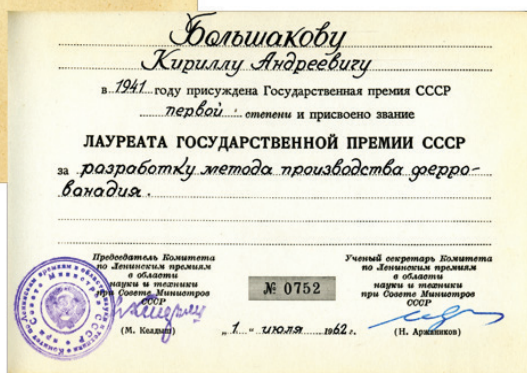 Большакову
Кириллу Андреевичу
в 1941 году присуждена Государственная премия СССР
первой степени и присвоено звание
ЛАУРЕАТА ГОСУДАРСТВЕННОЙ ПРЕМИИ СССР
за разработку метода производства ферро-
ванадия.
Председатель Комитета
по Ленинским премиям
в области
науки и техники
при Совете Министров
СССР
(М. Келдыш)
№ 0752
„1“ июля 1962 г.
Ученый секретарь Комитета
по Ленинским премиям
в области
науки и техники
при Совете Министров
СССР
(Н. Аржаников)